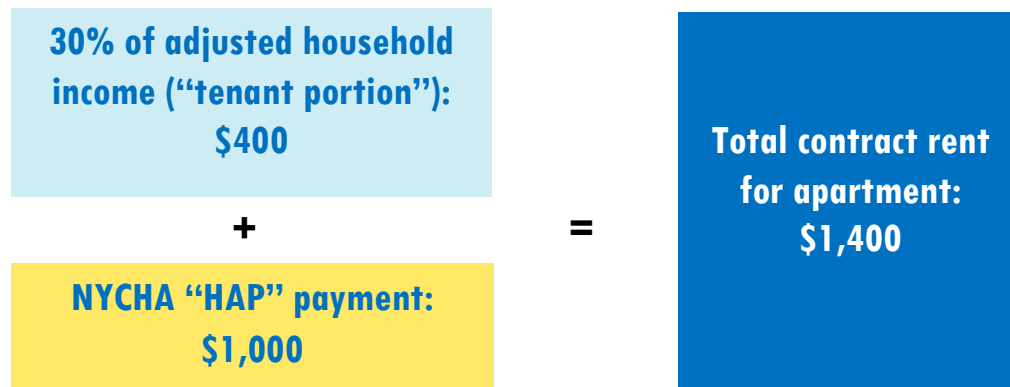 30% of adjusted household
income (“tenant portion”):
$400
+
NYCHA “HAP” payment:
$1,000
=
Total contract rent
for apartment:
$1,400